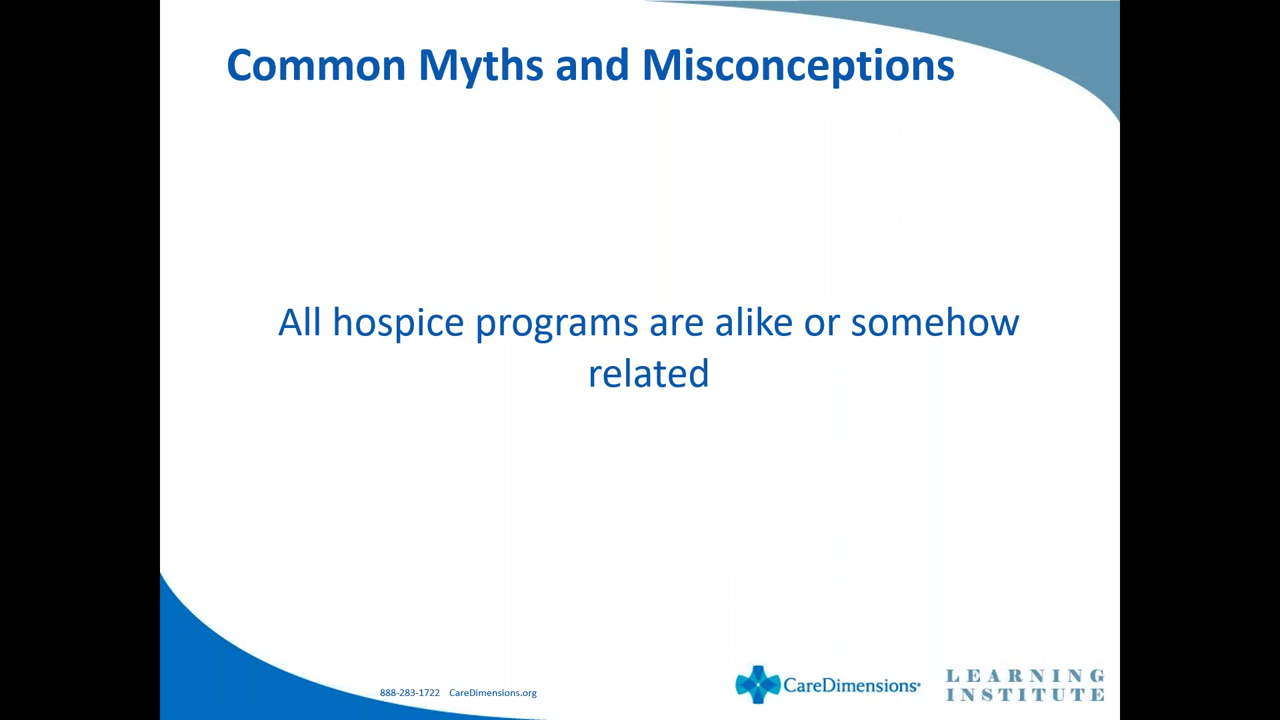 Common Myths and Misconceptions
All hospice programs are alike or somehow
related
888-283-1722 CareDimensions.org
CareDimensions
LEARNING
INSTITUTE